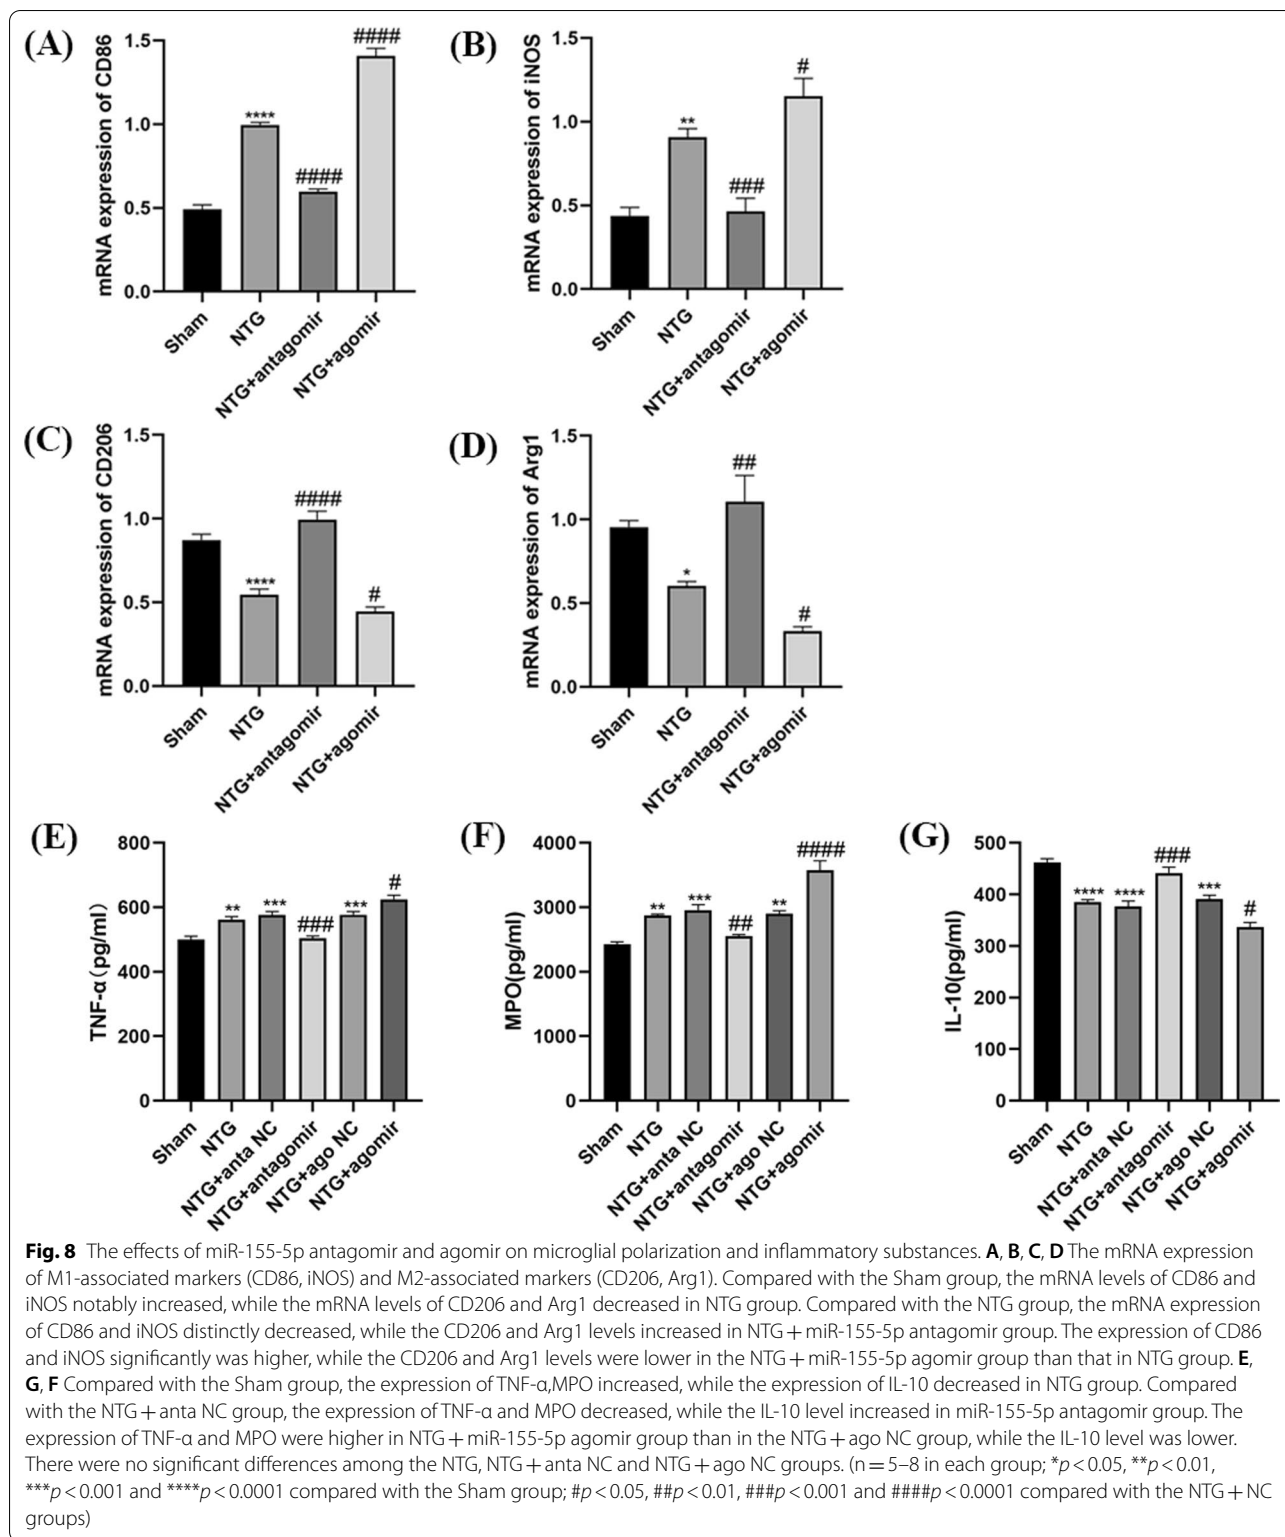 (A)
mRNA expression of CD86
1.5
1.0
0.5
0.0
****
####
####
Sham
NTG
NTG+antagomir
NTG+agomir
(B)
mRNA expression of iNOS
1.5
1.0
0.5
0.0
**
###
#
Sham
NTG
NTG+antagomir
NTG+agomir
(C)
mRNA expression of CD206
1.5
1.0
0.5
0.0
****
####
#
Sham
NTG
NTG+antagomir
NTG+agomir
(D)
mRNA expression of Arg1
1.5
1.0
0.5
0.0
*
##
#
Sham
NTG
NTG+antagomir
NTG+agomir
(E)
TNF-α(pg/ml)
800
600
400
200
0
**
***
###
***
#
Sham
NTG
NTG+anta NC
NTG+antagomir
NTG+ago NC
NTG+agomir
(F)
MPO(pg/ml)
4000
3000
2000
1000
0
**
***
##
**
####
Sham
NTG
NTG+anta NC
NTG+antagomir
NTG+ago NC
NTG+agomir
(G)
IL-10(pg/ml)
500
400
300
200
100
0
****
****
###
***
#
Sham
NTG
NTG+anta NC
NTG+antagomir
NTG+ago NC
NTG+agomir
Fig. 8 The effects of miR-155-5p antagomir and agomir on microglial polarization and inflammatory substances. A, B, C, D The mRNA expression
of M1-associated markers (CD86, iNOS) and M2-associated markers (CD206, Arg1). Compared with the Sham group, the mRNA levels of CD86 and
iNOS notably increased, while the mRNA levels of CD206 and Arg1 decreased in NTG group. Compared with the NTG group, the mRNA expression
of CD86 and iNOS distinctly decreased, while the CD206 and Arg1 levels increased in NTG + miR-155-5p antagomir group. The expression of CD86
and iNOS significantly was higher, while the CD206 and Arg1 levels were lower in the NTG + miR-155-5p agomir group than that in NTG group. E,
G, F Compared with the Sham group, the expression of TNF-α,MPO increased, while the expression of IL-10 decreased in NTG group. Compared
with the NTG + anta NC group, the expression of TNF-α and MPO decreased, while the IL-10 level increased in miR-155-5p antagomir group. The
expression of TNF-α and MPO were higher in NTG + miR-155-5p agomir group than in the NTG + ago NC group, while the IL-10 level was lower.
There were no significant differences among the NTG, NTG + anta NC and NTG + ago NC groups. (n = 5–8 in each group; *p < 0.05, **p < 0.01,
***p < 0.001 and ****p < 0.0001 compared with the Sham group; #p < 0.05, ##p < 0.01, ###p < 0.001 and ####p < 0.0001 compared with the NTG + NC
groups)